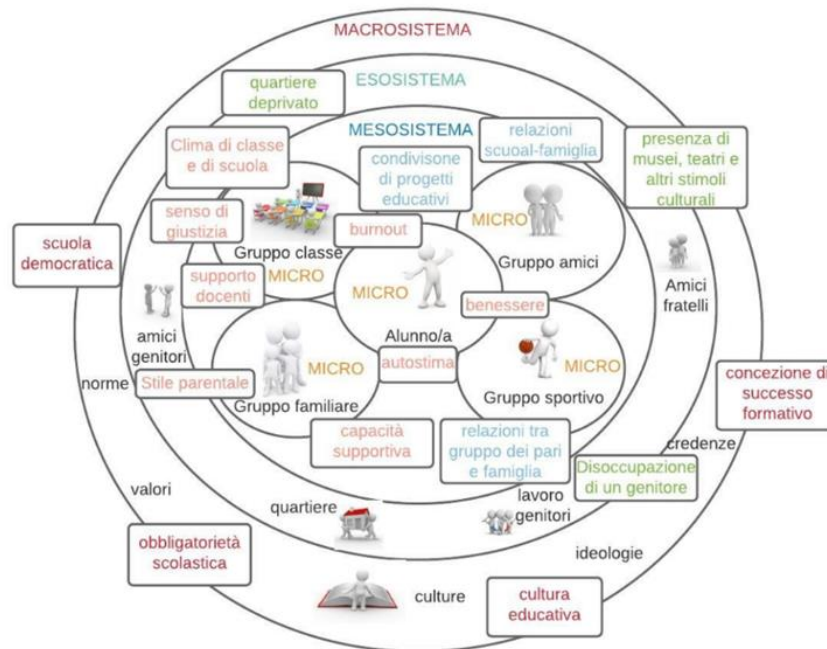 MACROSISTEMA
ESOSISTEMA
quartiere
deprivato
MESOSISTEMA
relazioni
scuoal-famiglia
Clima di classe
e di scuola
condivisone
di progetti
educativi
presenza di
musei, teatri e
altri stimoli
culturali
senso di
giustizia
burnout
MICRO
scuola
democratica
Gruppo classe
MICRO
Gruppo amici
supporto
docenti
MICRO
benessere
Amici
fratelli
amici
genitori
Alunno/a
autostima
MICRO
MICRO
norme
Stile parentale
Gruppo familiare
Gruppo sportivo
concezione di
successo
formativo
capacità
supportiva
relazioni tra
gruppo dei pari
e famiglia
credenze
Disoccupazione
di un genitore
valori
quartiere
lavoro
genitori
obbligatorietà
scolastica
ideologie
culture
cultura
educativa